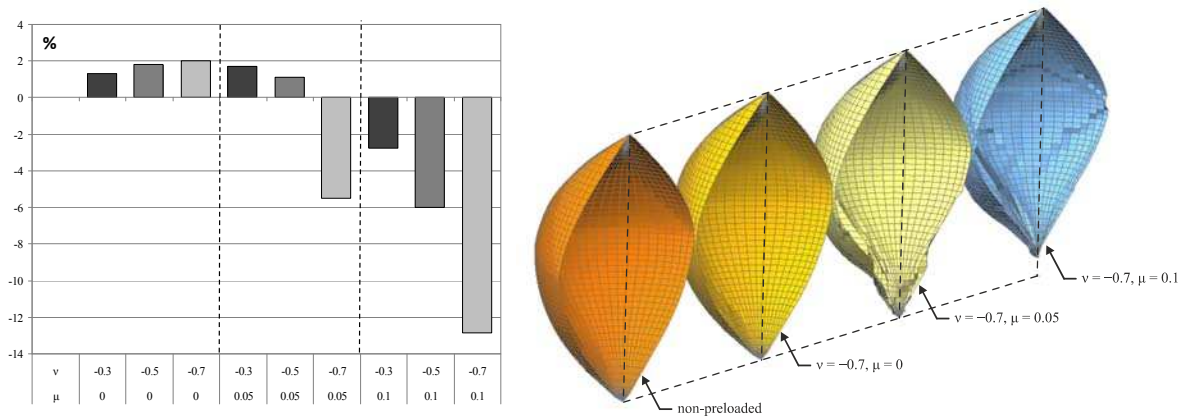 4
%
2
0
-2
-4
-6
-8
-10
-12
-14
ν -0.3 -0.5 -0.7 -0.3 -0.5 -0.7 -0.3 -0.5 -0.7
μ 0 0 0 0.05 0.05 0.05 0.1 0.1 0.1
ν = −0.7, μ = 0.1
ν = −0.7, μ = 0.05
ν = −0.7, μ = 0
non-preloaded